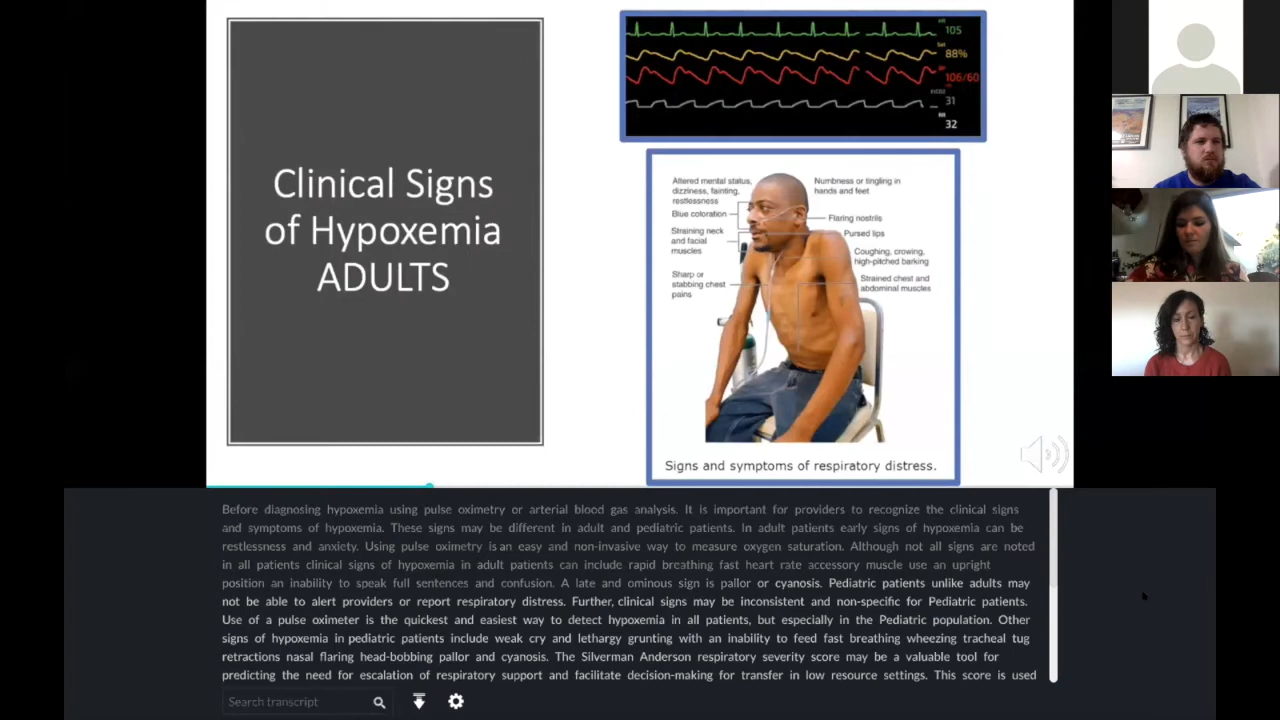 Clinical Signs
of Hypoxemia
ADULTS
105
88%
106/60
31
32
Altered mental status,
dizziness, fainting,
restlessness
Blue coloration
Straining neck
and facial
muscles
Sharp or
stabbing chest
pains
Numbness or tingling in
hands and feet
Flaring nostrils
Pursed lips
Coughing, crowing,
high-pitched barking
Strained chest and
abdominal muscles
Signs and symptoms of respiratory distress.
Before diagnosing hypoxemia using pulse oximetry or arterial blood gas analysis. It is important for providers to recognize the clinical signs
and symptoms of hypoxemia. These signs may be different in adult and pediatric patients. In adult patients early signs of hypoxemia can be
restlessness and anxiety. Using pulse oximetry is an easy and non-invasive way to measure oxygen saturation. Although not all signs are noted
in all patients clinical signs of hypoxemia in adult patients can include rapid breathing fast heart rate accessory muscle use an upright
position an inability to speak full sentences and confusion. A late and ominous sign is pallor or cyanosis. Pediatric patients unlike adults may
not be able to alert providers or report respiratory distress. Further, clinical signs may be inconsistent and non-specific for Pediatric patients.
Use of a pulse oximeter is the quickest and easiest way to detect hypoxemia in all patients, but especially in the Pediatric population. Other
signs of hypoxemia in pediatric patients include weak cry and lethargy grunting with an inability to feed fast breathing wheezing tracheal tug
retractions nasal flaring head-bobbing pallor and cyanosis. The Silverman Anderson respiratory severity score may be a valuable tool for
predicting the need for escalation of respiratory support and facilitate decision-making for transfer in low resource settings. This score is used
Search transcript